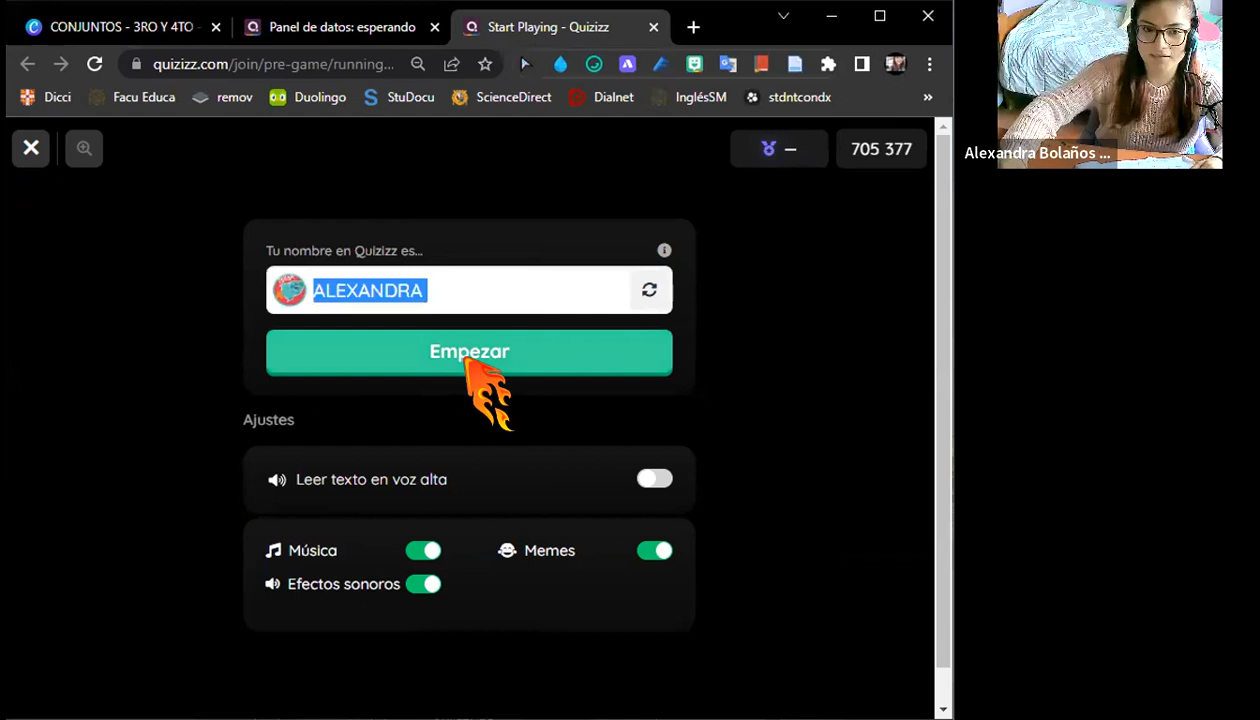 CONJUNTOS - 3RO Y 4TO
Panel de datos: esperando
Start Playing - Quizizz
quizizz.com/join/pre-game/running...
Dicci
Facu Educa
remov
Duolingo
StuDocu
ScienceDirect
Dialnet
InglésSM
stdntcondx
»
Alexandra Bolaños ...
–
705 377
Tu nombre en Quizizz es...
ALEXANDRA
Empezar
Ajustes
Leer texto en voz alta
Música
Memes
Efectos sonoros